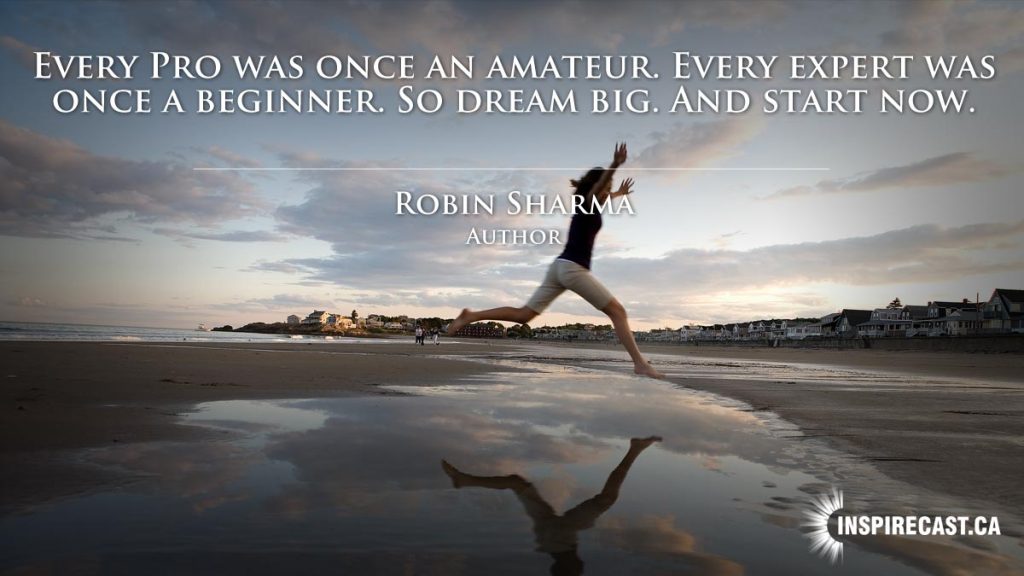 Every Pro was once an amateur. Every expert was
once a beginner. So dream big. And start now.
Robin Sharma
Author
INSPIRECAST.CA